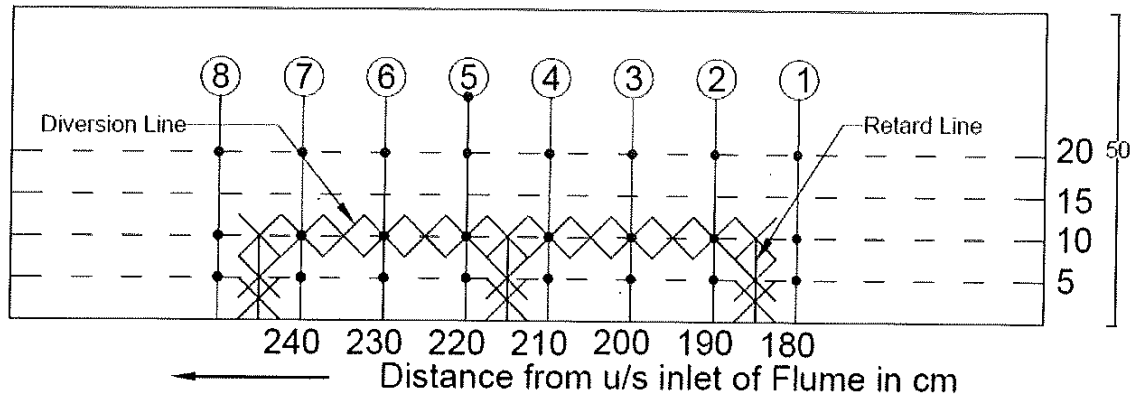 8 7 6 5 4 3 2 1
Diversion Line
Retard Line
20
50
15
10
5
240 230 220 210 200 190 180
Distance from u/s inlet of Flume in cm